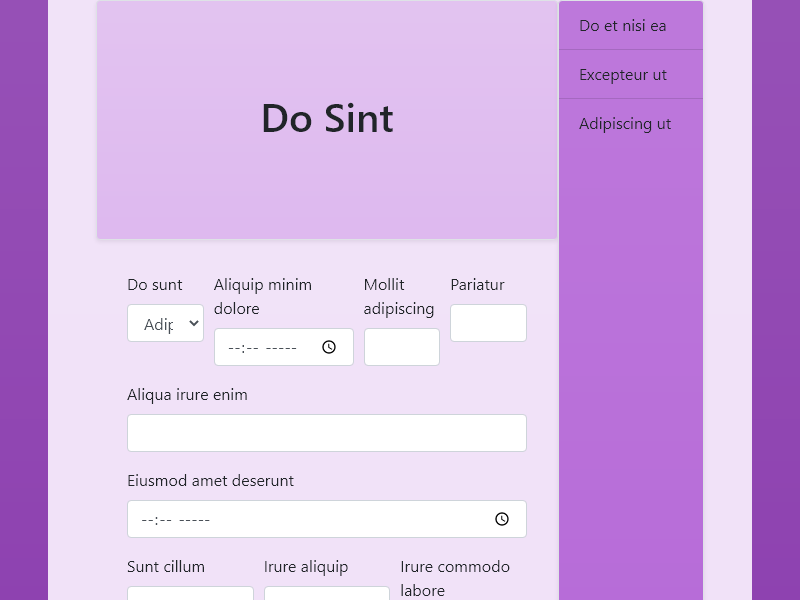 Do et nisi ea
Excepteur ut
Adipiscing ut
Do Sint
Do sunt
Aliquip minim
dolore
Mollit
adipiscing
Pariatur
--:-- -----
Aliqua irure enim
Eiusmod amet deserunt
--:-- -----
Sunt cillum
Irure aliquip
Irure commodo
labore